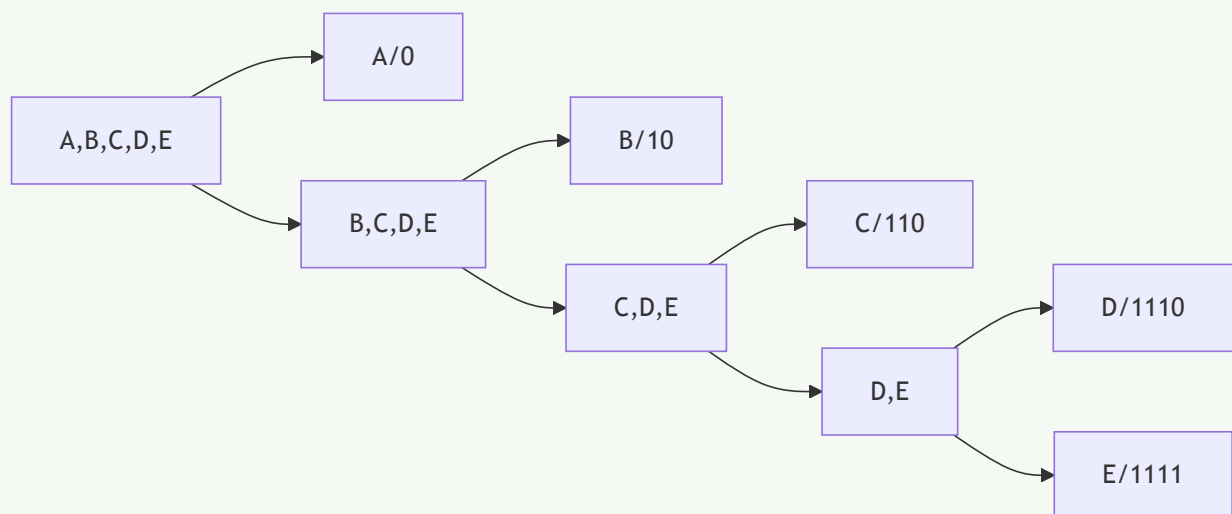 A/0
A,B,C,D,E
B/10
B,C,D,E
C/110
C,D,E
D/1110
D,E
E/1111